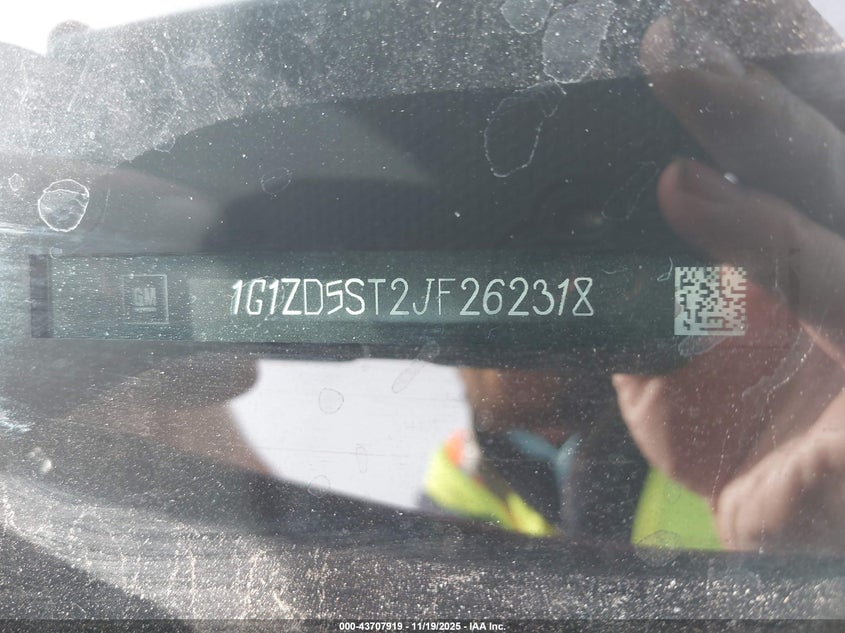 GM
1G1ZD5ST2JF262318
000-43707919 - 11/19/2025 - IAA Inc.